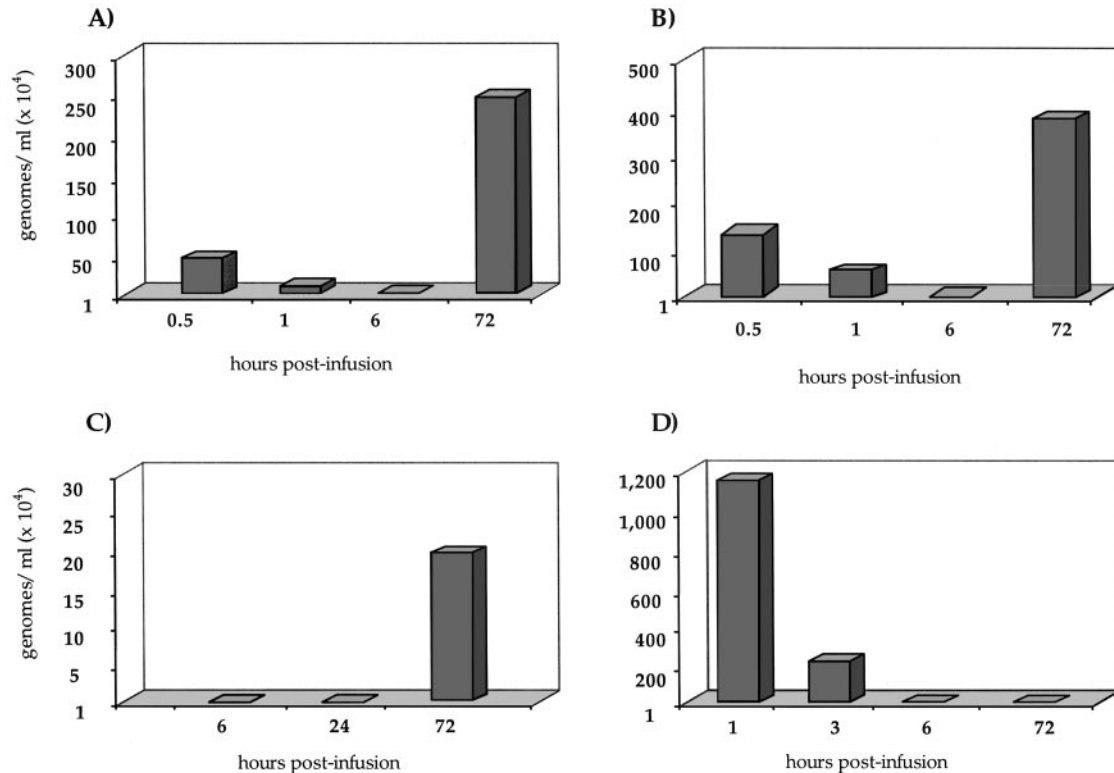 A)
genomes/ ml (x 10⁴)
300
250
200
150
100
50
1
0.5 1 6 72
hours post-infusion
B)
500
400
300
200
100
1
0.5 1 6 72
hours post-infusion
C)
genomes/ ml (x 10⁴)
30
25
20
15
10
5
1
6 24 72
hours post-infusion
D)
1,200
1,000
800
600
400
200
1
1 3 6 72
hours post-infusion